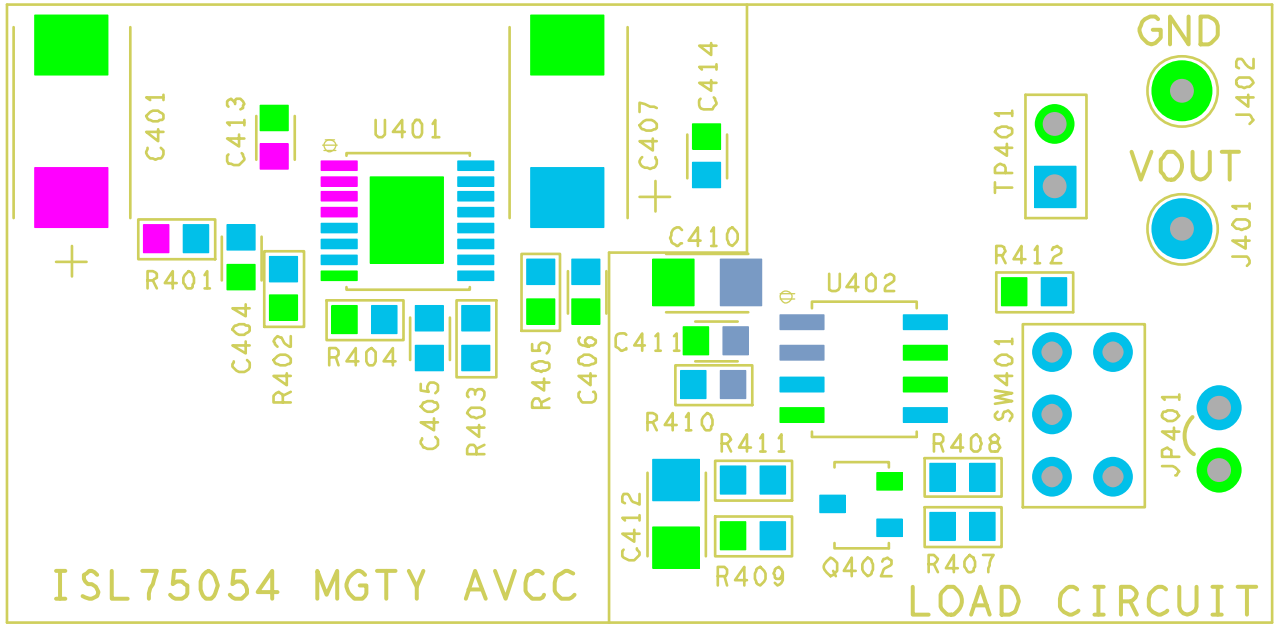 GND
J402
C401
C413
U401
C407
C414
TP401
VOUT
J401
R401
C404
R402
R404
C405
R403
R405
C406
C410
U402
R412
C411
R410
SW401
JP401
R411
R408
C412
R409
Q402
R407
ISL75054 MGTY AVCC
LOAD CIRCUIT